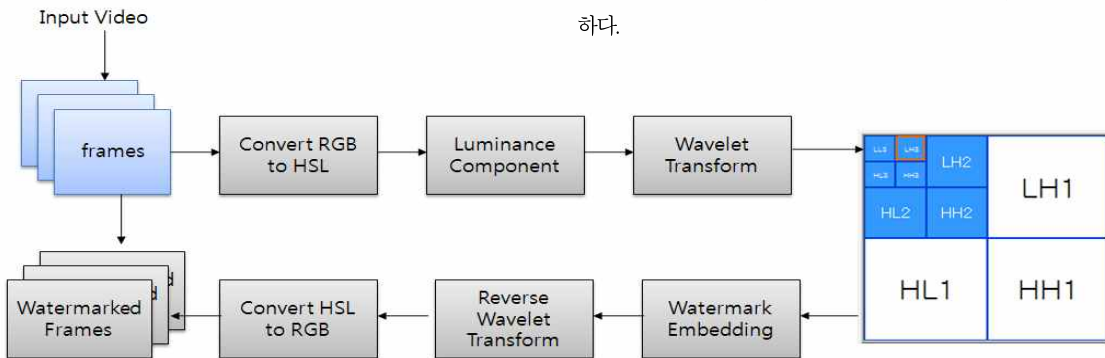 Input Video
하다.
frames
Convert RGB
to HSL
Luminance
Component
Wavelet
Transform
LL3 LH3
HL3 HH3
LH2
HL2 HH2
LH1
HL1 HH1
Watermarked
Frames
Convert HSL
to RGB
Reverse
Wavelet
Transform
Watermark
Embedding